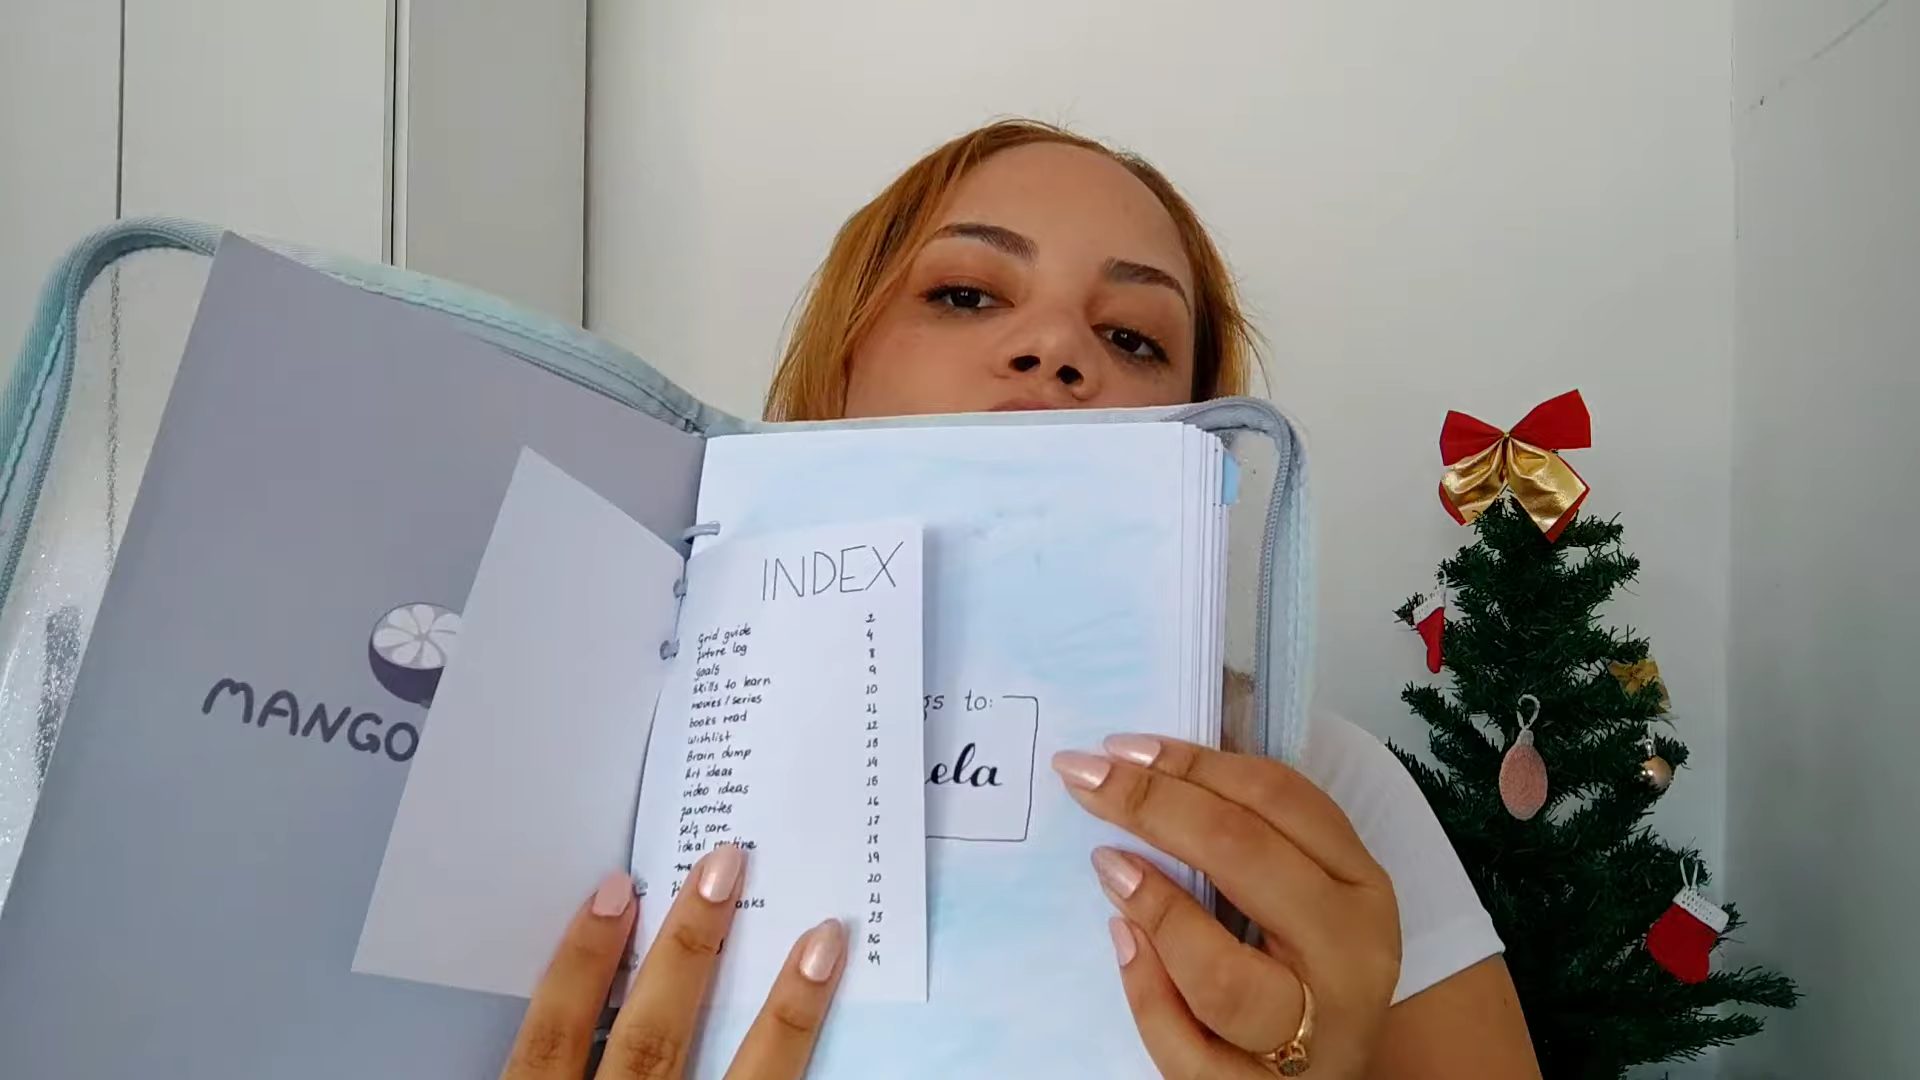 MANGO
INDEX
Grid guide 2
future log 4
goals 8
skills to learn 9
movies/series 10
books read 11
wishlist 12
Brain dump 13
Art ideas 14
video ideas 15
favorites 16
self care 17
ideal routine 18
19
20
asks 21
23
36
44
gs to:
ela